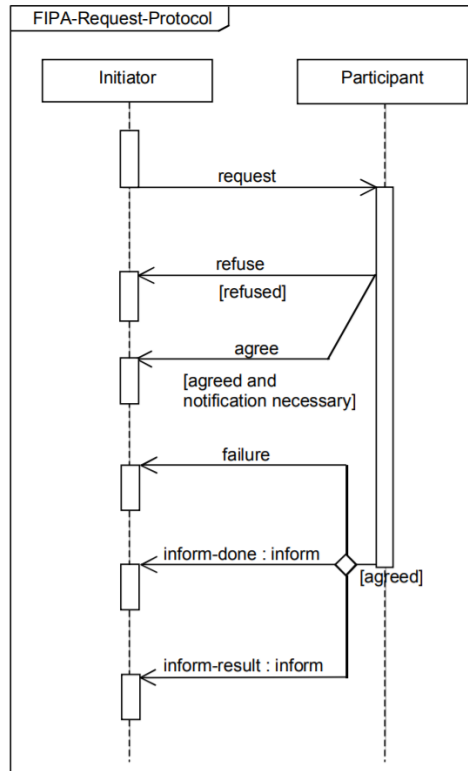 FIPA-Request-Protocol
Initiator
Participant
request
refuse
[refused]
agree
[agreed and
notification necessary]
failure
inform-done : inform
[agreed]
inform-result : inform